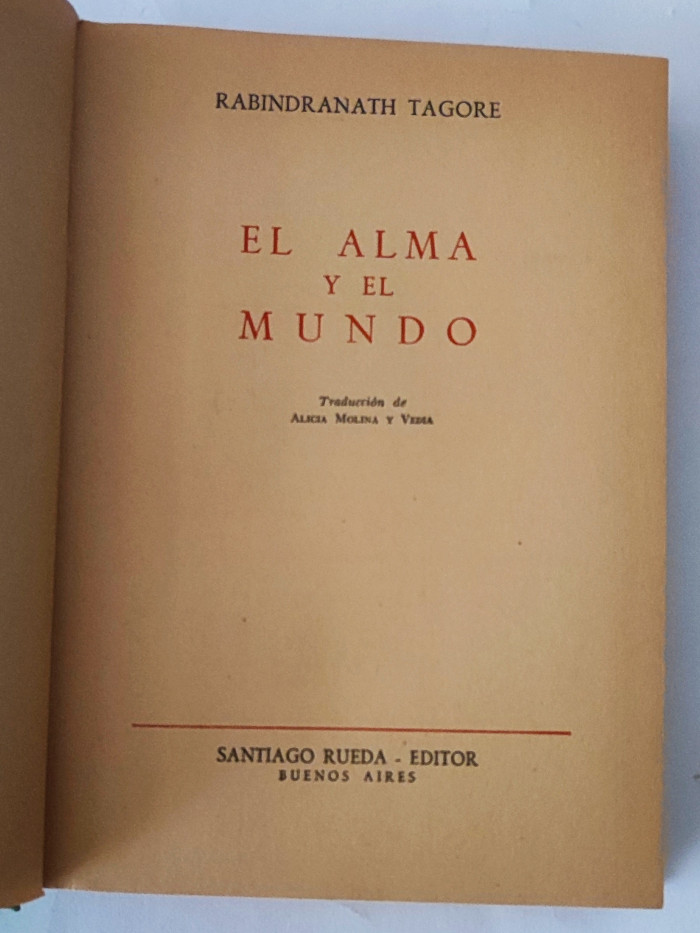 RABINDRANATH TAGORE
EL ALMA
Y EL
MUNDO
Traducción de
ALICIA MOLINA Y VEDIA
SANTIAGO RUEDA - EDITOR
BUENOS AIRES